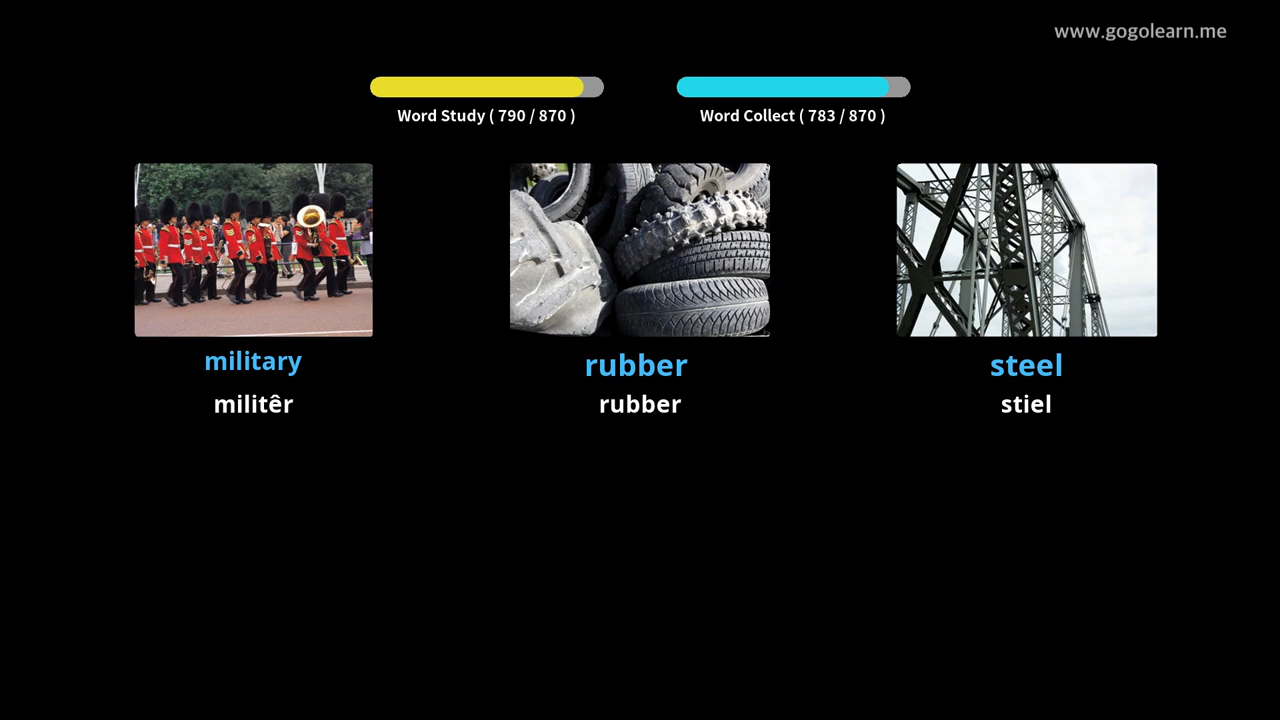 www.gogolearn.me
Word Study ( 790 / 870 )
Word Collect ( 783 / 870 )
military
rubber
steel
militêr
rubber
stiel